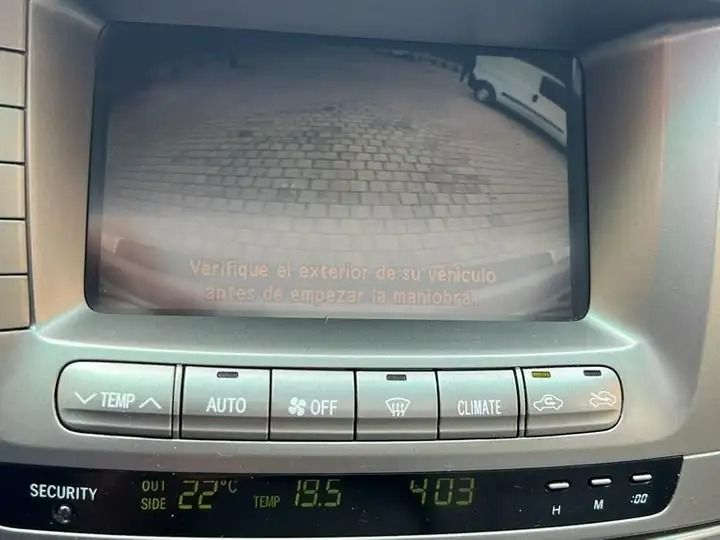 Verifique el exterior de su vehiculo
antes de empezar la maniobra.
TEMP AUTO OFF CLIMATE
SECURITY OUT SIDE 22°C TEMP 19.5 4:03 H M :00